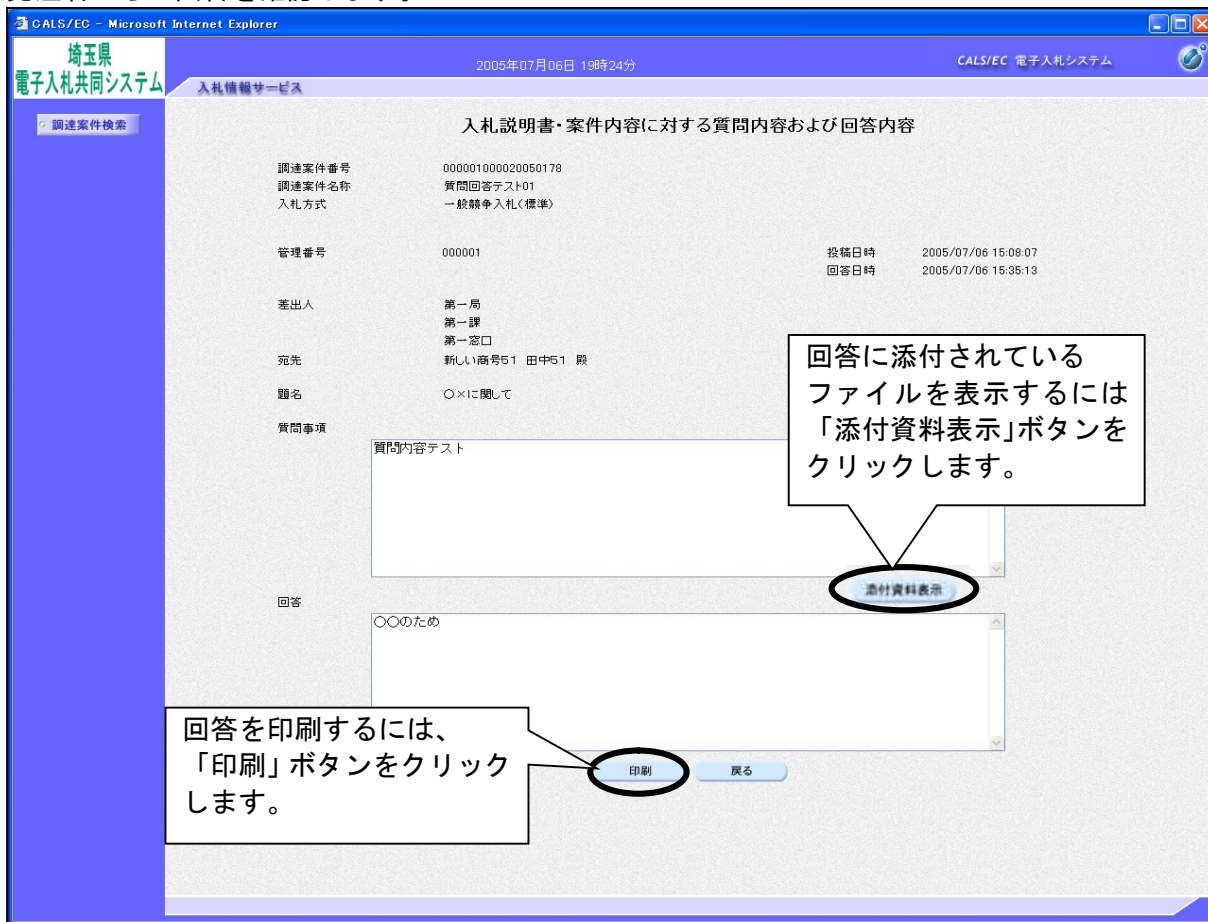 CALS/EC - Microsoft Internet Explorer
埼玉県
電子入札共同システム
2005年07月06日 19時24分
CALS/EC 電子入札システム
入札情報サービス
調達案件検索
入札説明書・案件内容に対する質問内容および回答内容
調達案件番号 000001000020050178
調達案件名称 質問回答テスト01
入札方式 一般競争入札(標準)
管理番号 000001 投稿日時 2005/07/06 15:08:07
回答日時 2005/07/06 15:35:13
差出人 第一局
第一課
第一窓口
宛先 新しい商号51 田中51 殿
題名 〇×に関して
質問事項
質問内容テスト
回答に添付されている
ファイルを表示するには
「添付資料表示」ボタンを
クリックします。
添付資料表示
回答
〇〇のため
回答を印刷するには、
「印刷」ボタンをクリック
します。
印刷 戻る